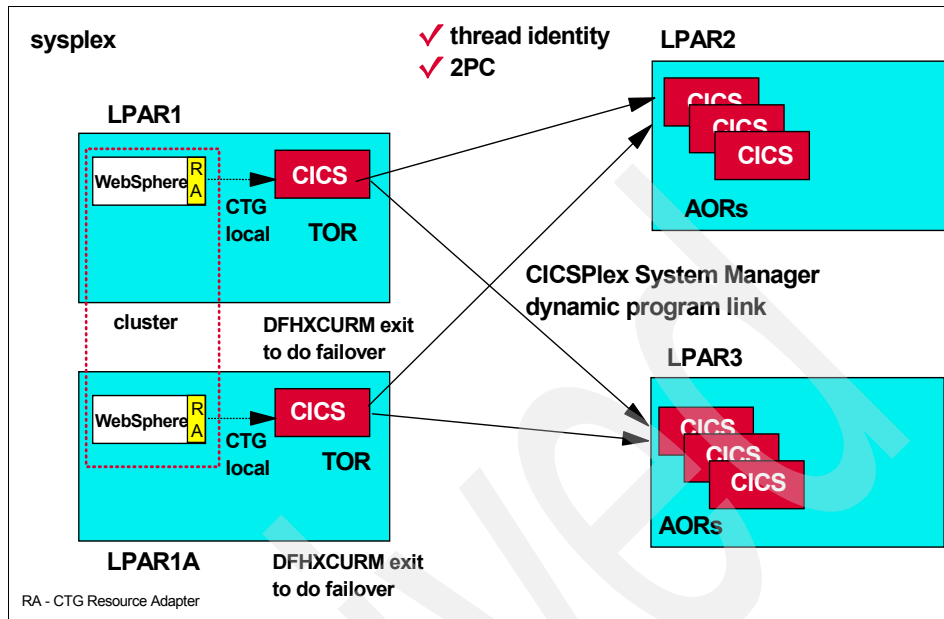 sysplex
✓ thread identity
✓ 2PC
LPAR1
WebSphere
RA
CTG
local
CICS
TOR
cluster
DFHXCURM exit
to do failover
WebSphere
RA
CTG
local
CICS
TOR
LPAR1A
DFHXCURM exit
to do failover
RA - CTG Resource Adapter
LPAR2
CICS
CICS
CICS
AORs
CICSPlex System Manager
dynamic program link
LPAR3
CICS
CICS
CICS
AORs